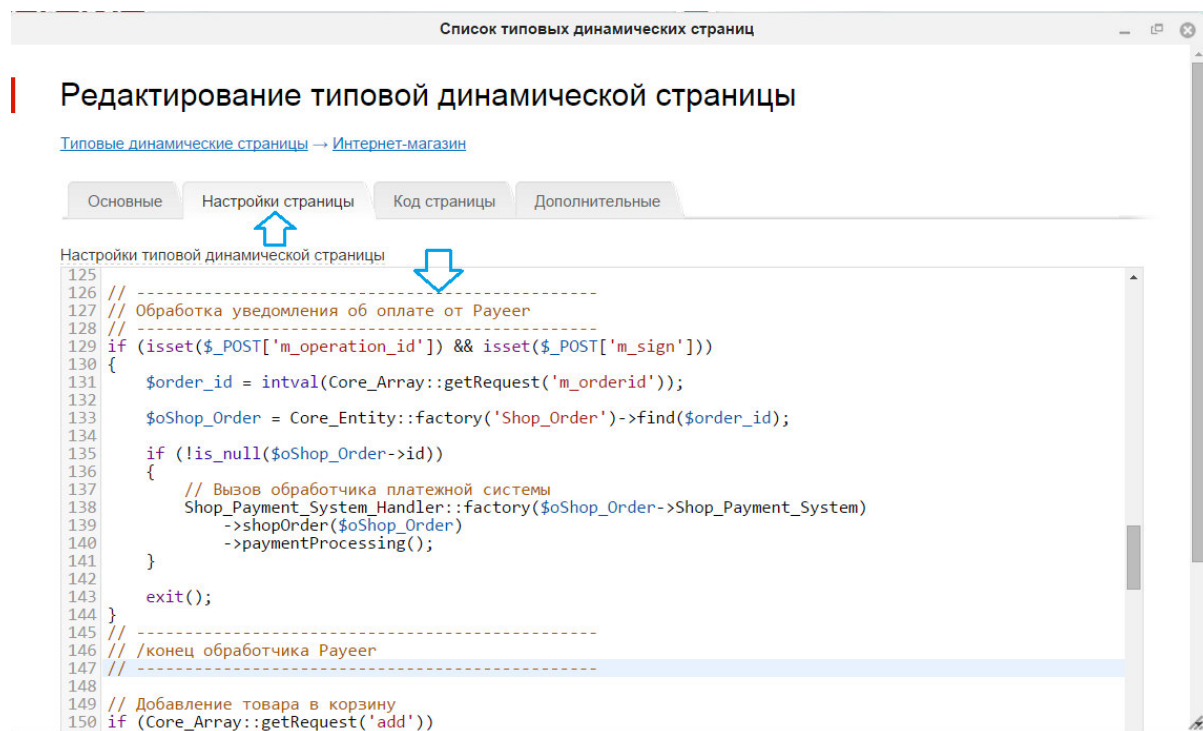 Список типовых динамических страниц
Редактирование типовой динамической страницы
Типовые динамические страницы → Интернет-магазин
Основные Настройки страницы Код страницы Дополнительные
Настройки типовой динамической страницы
125
126 // ------------------------------------------------
127 // Обработка уведомления об оплате от Payeer
128 // ------------------------------------------------
129 if (isset($_POST['m_operation_id']) && isset($_POST['m_sign']))
130 {
131     $order_id = intval(Core_Array::getRequest('m_orderid'));
132
133     $oShop_Order = Core_Entity::factory('Shop_Order')->find($order_id);
134
135     if (!is_null($oShop_Order->id))
136     {
137         // Вызов обработчика платежной системы
138         Shop_Payment_System_Handler::factory($oShop_Order->Shop_Payment_System)
139             ->shopOrder($oShop_Order)
140             ->paymentProcessing();
141     }
142
143     exit();
144 }
145 // ------------------------------------------------
146 // /конец обработчика Payeer
147 // ------------------------------------------------
148
149 // Добавление товара в корзину
150 if (Core_Array::getRequest('add'))